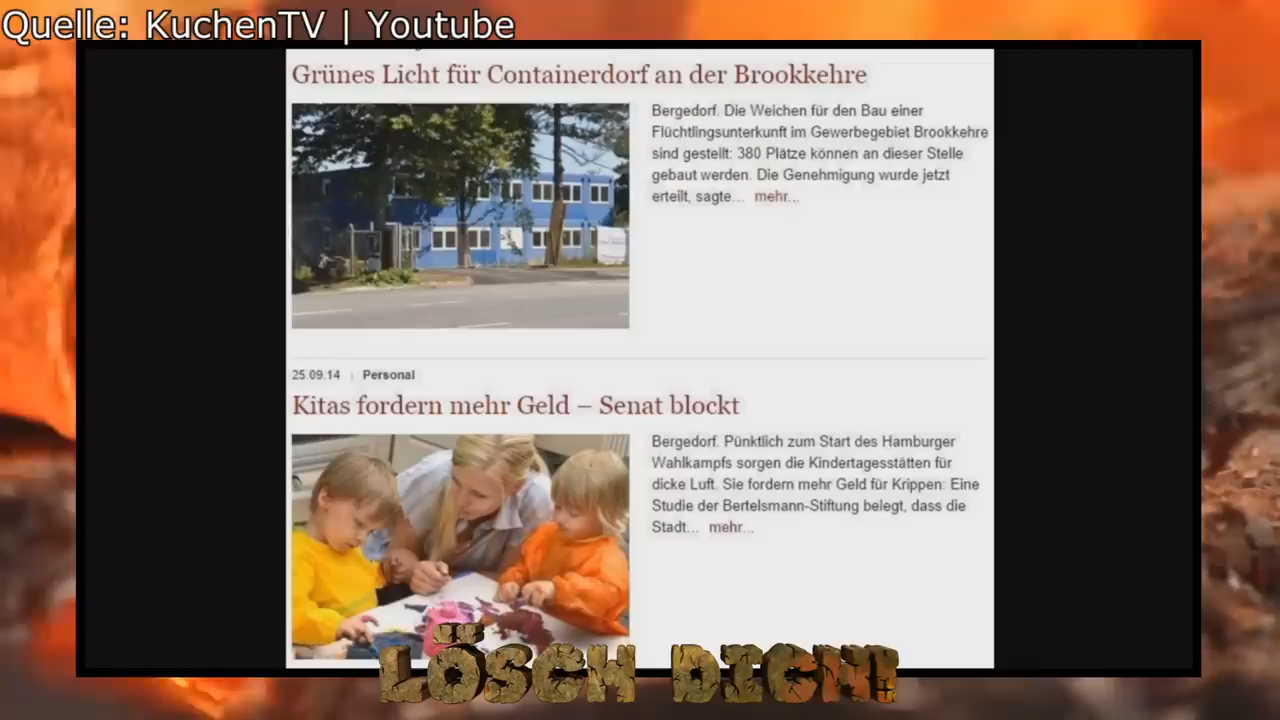 Quelle: KuchenTV | Youtube
Grünes Licht für Containerdorf an der Brookkehre
Bergedorf. Die Weichen für den Bau einer
Flüchtlingsunterkunft im Gewerbegebiet Brookkehre
sind gestellt: 380 Plätze können an dieser Stelle
gebaut werden. Die Genehmigung wurde jetzt
erteilt, sagte... mehr...
25.09.14 | Personal
Kitas fordern mehr Geld – Senat blockt
Bergedorf. Pünktlich zum Start des Hamburger
Wahlkampfs sorgen die Kindertagesstätten für
dicke Luft. Sie fordern mehr Geld für Krippen: Eine
Studie der Bertelsmann-Stiftung belegt, dass die
Stadt... mehr...
LÖSCH DICH!